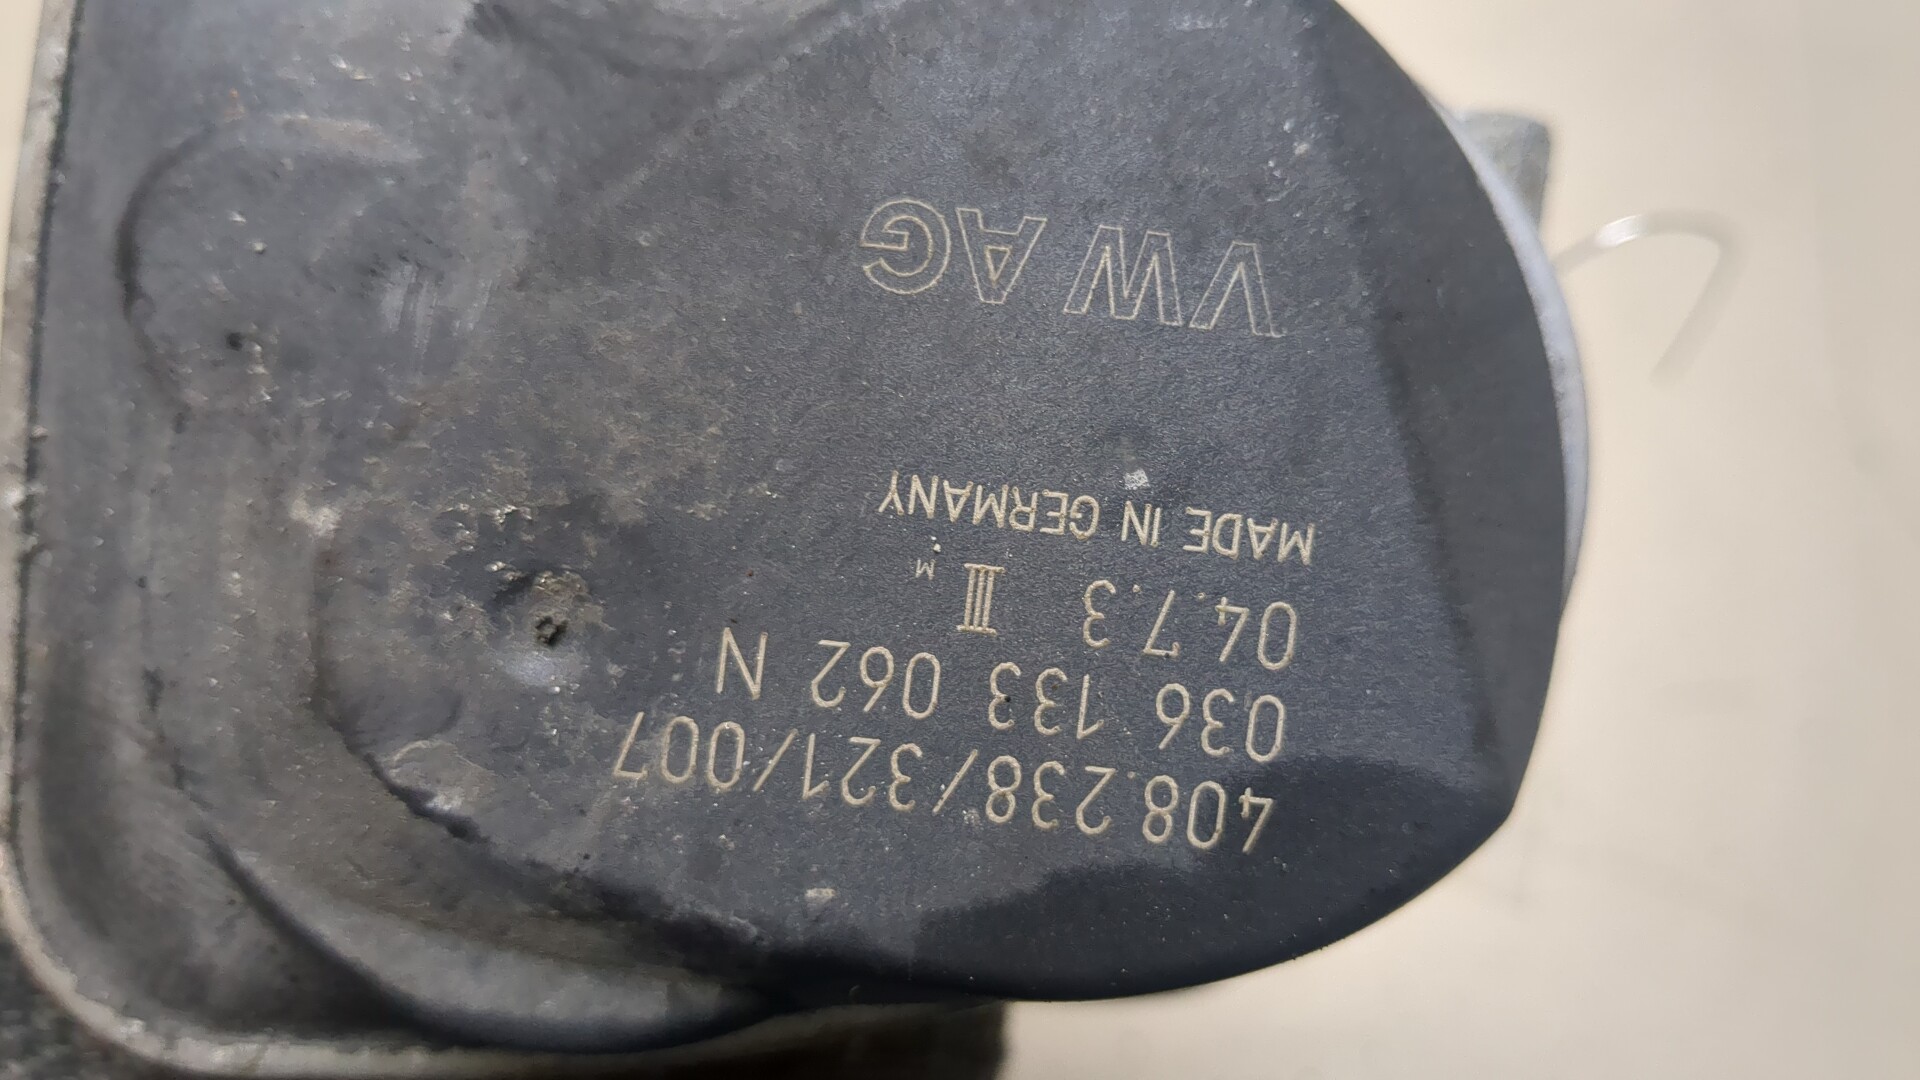 408.238/321/007
036 133 062 N
04.7.3 III M
MADE IN GERMANY
VW AG